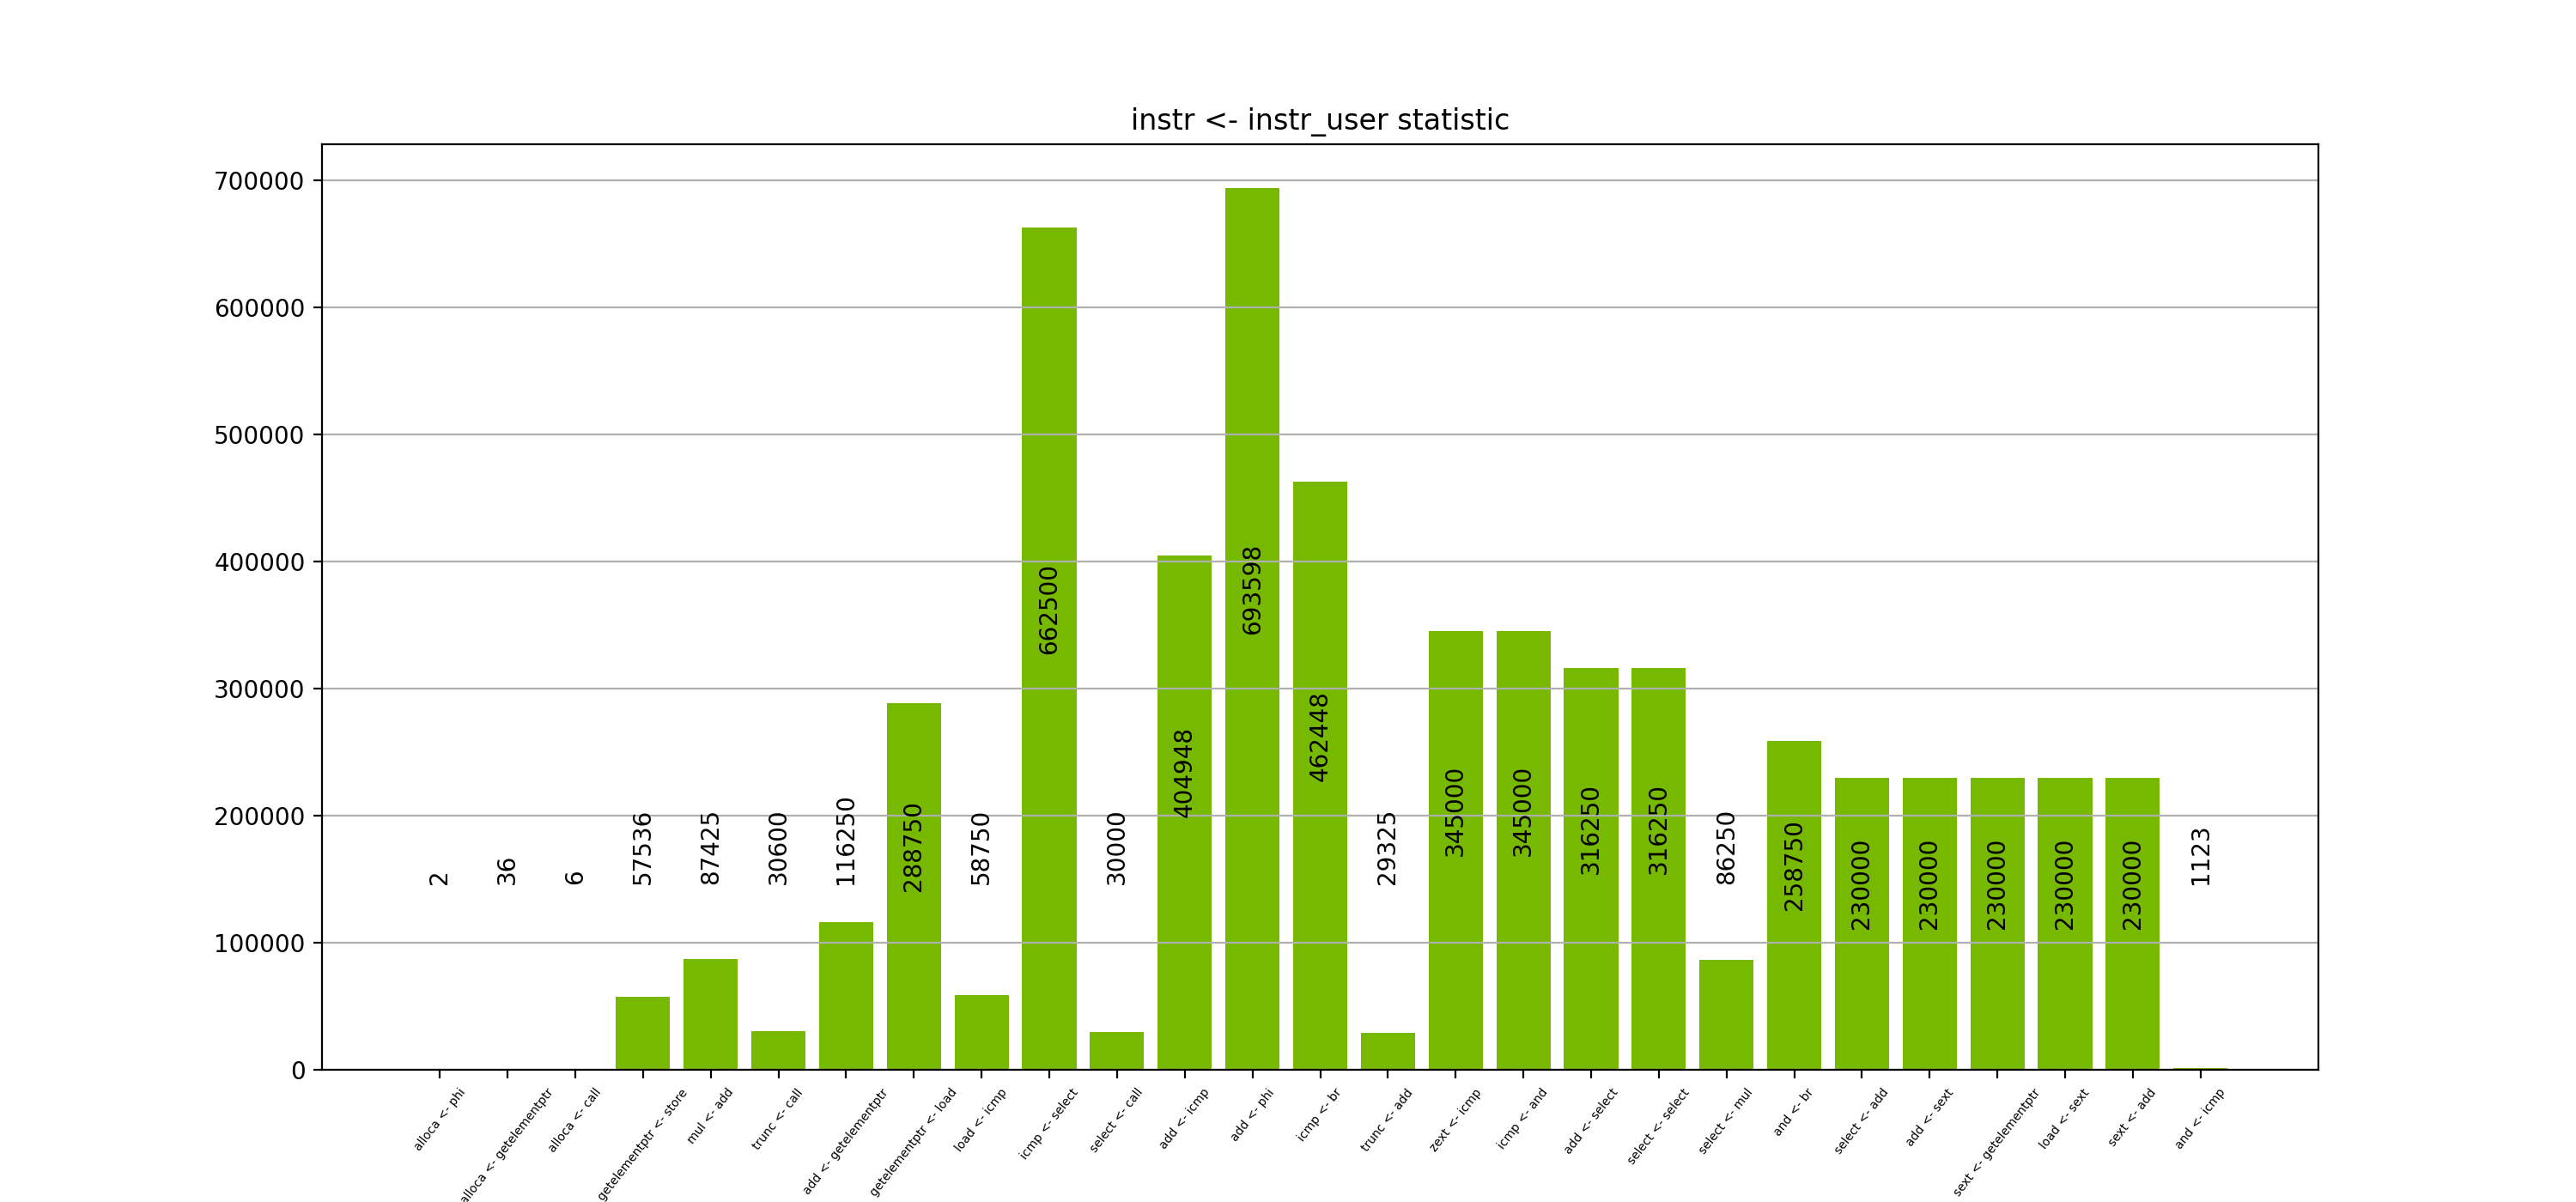 instr <- instr_user statistic
700000
600000
500000
400000
300000
200000
100000
0
2
36
6
57536
87425
30600
116250
288750
58750
662500
30000
404948
693598
462448
29325
345000
345000
316250
316250
86250
258750
230000
230000
230000
230000
230000
1123
alloca <- phi
alloca <- getelementptr
alloca <- call
getelementptr <- store
mul <- add
trunc <- call
add <- getelementptr
getelementptr <- load
load <- icmp
icmp <- select
select <- call
add <- icmp
add <- phi
icmp <- br
trunc <- add
zext <- icmp
icmp <- and
add <- select
select <- select
select <- mul
and <- br
select <- add
add <- sext
sext <- getelementptr
load <- sext
sext <- add
and <- icmp